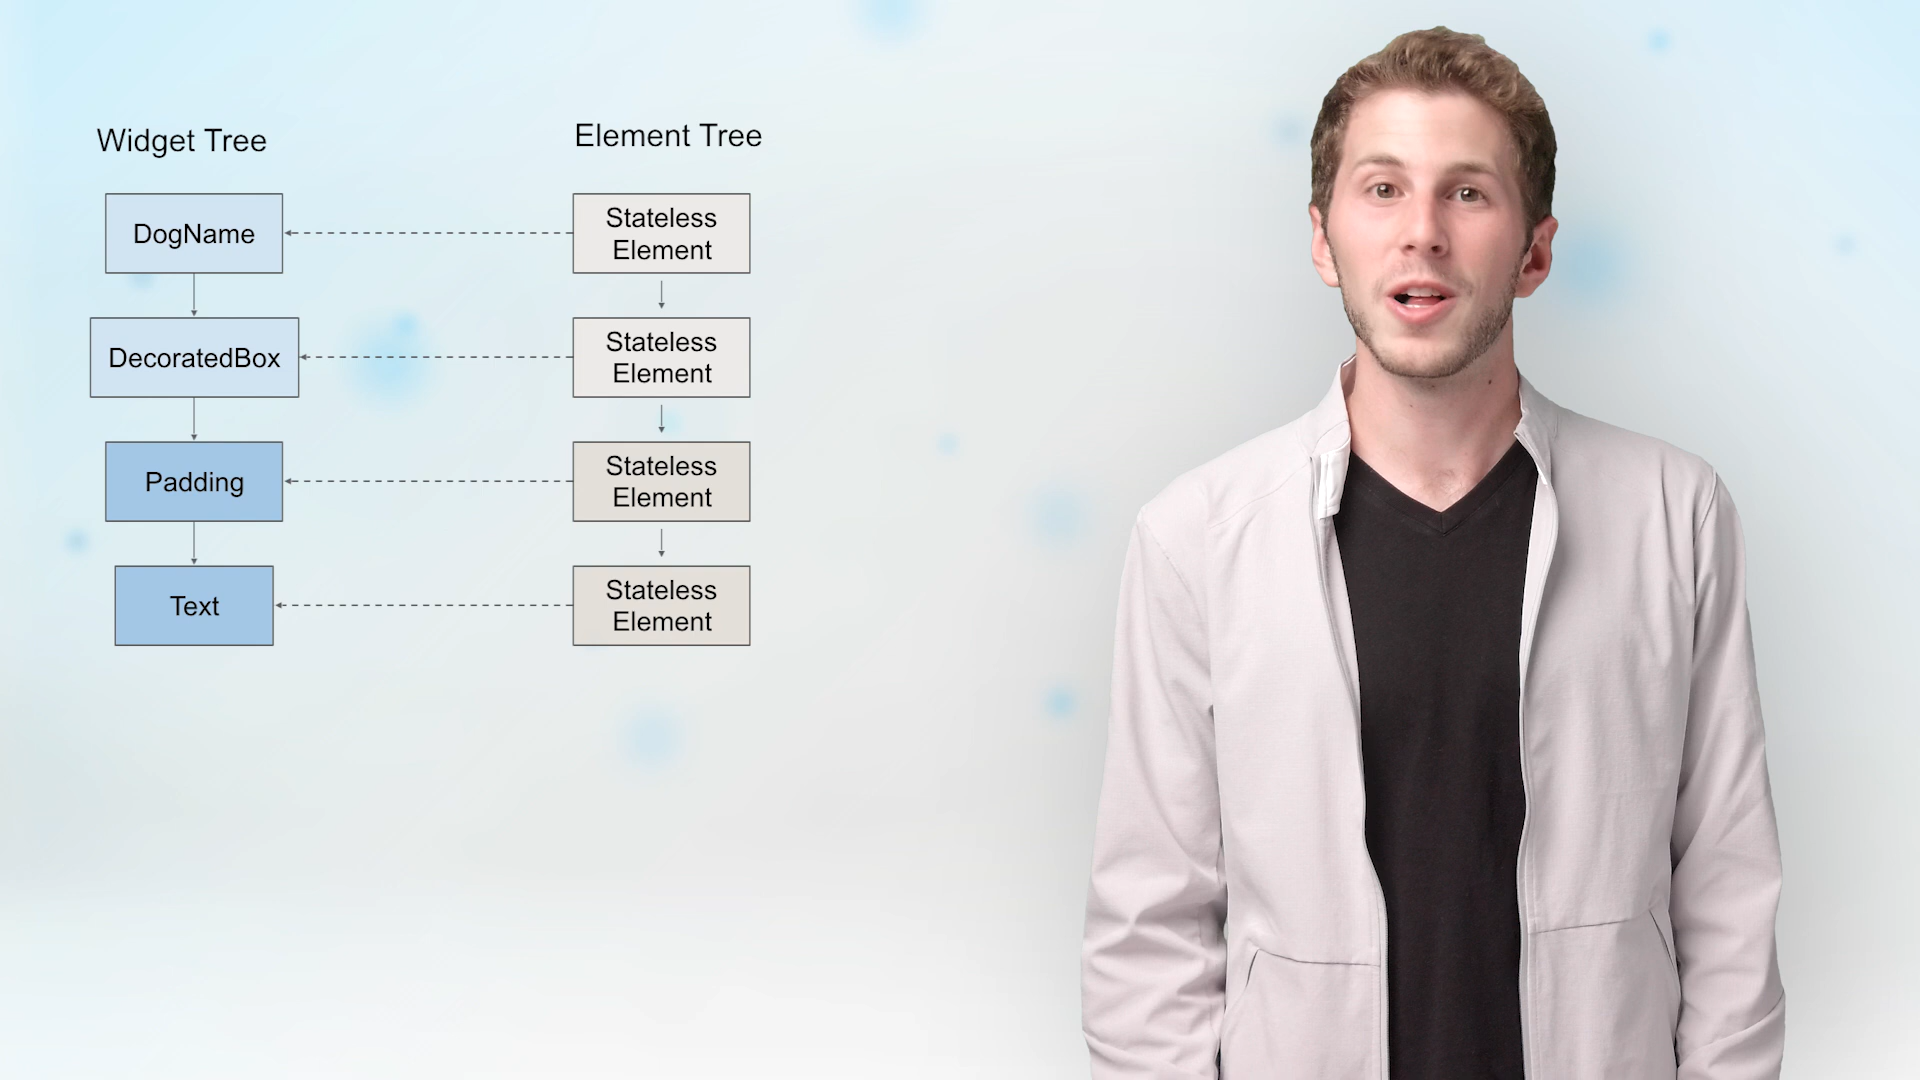 Widget Tree
Element Tree
DogName
Stateless
Element
DecoratedBox
Stateless
Element
Padding
Stateless
Element
Text
Stateless
Element